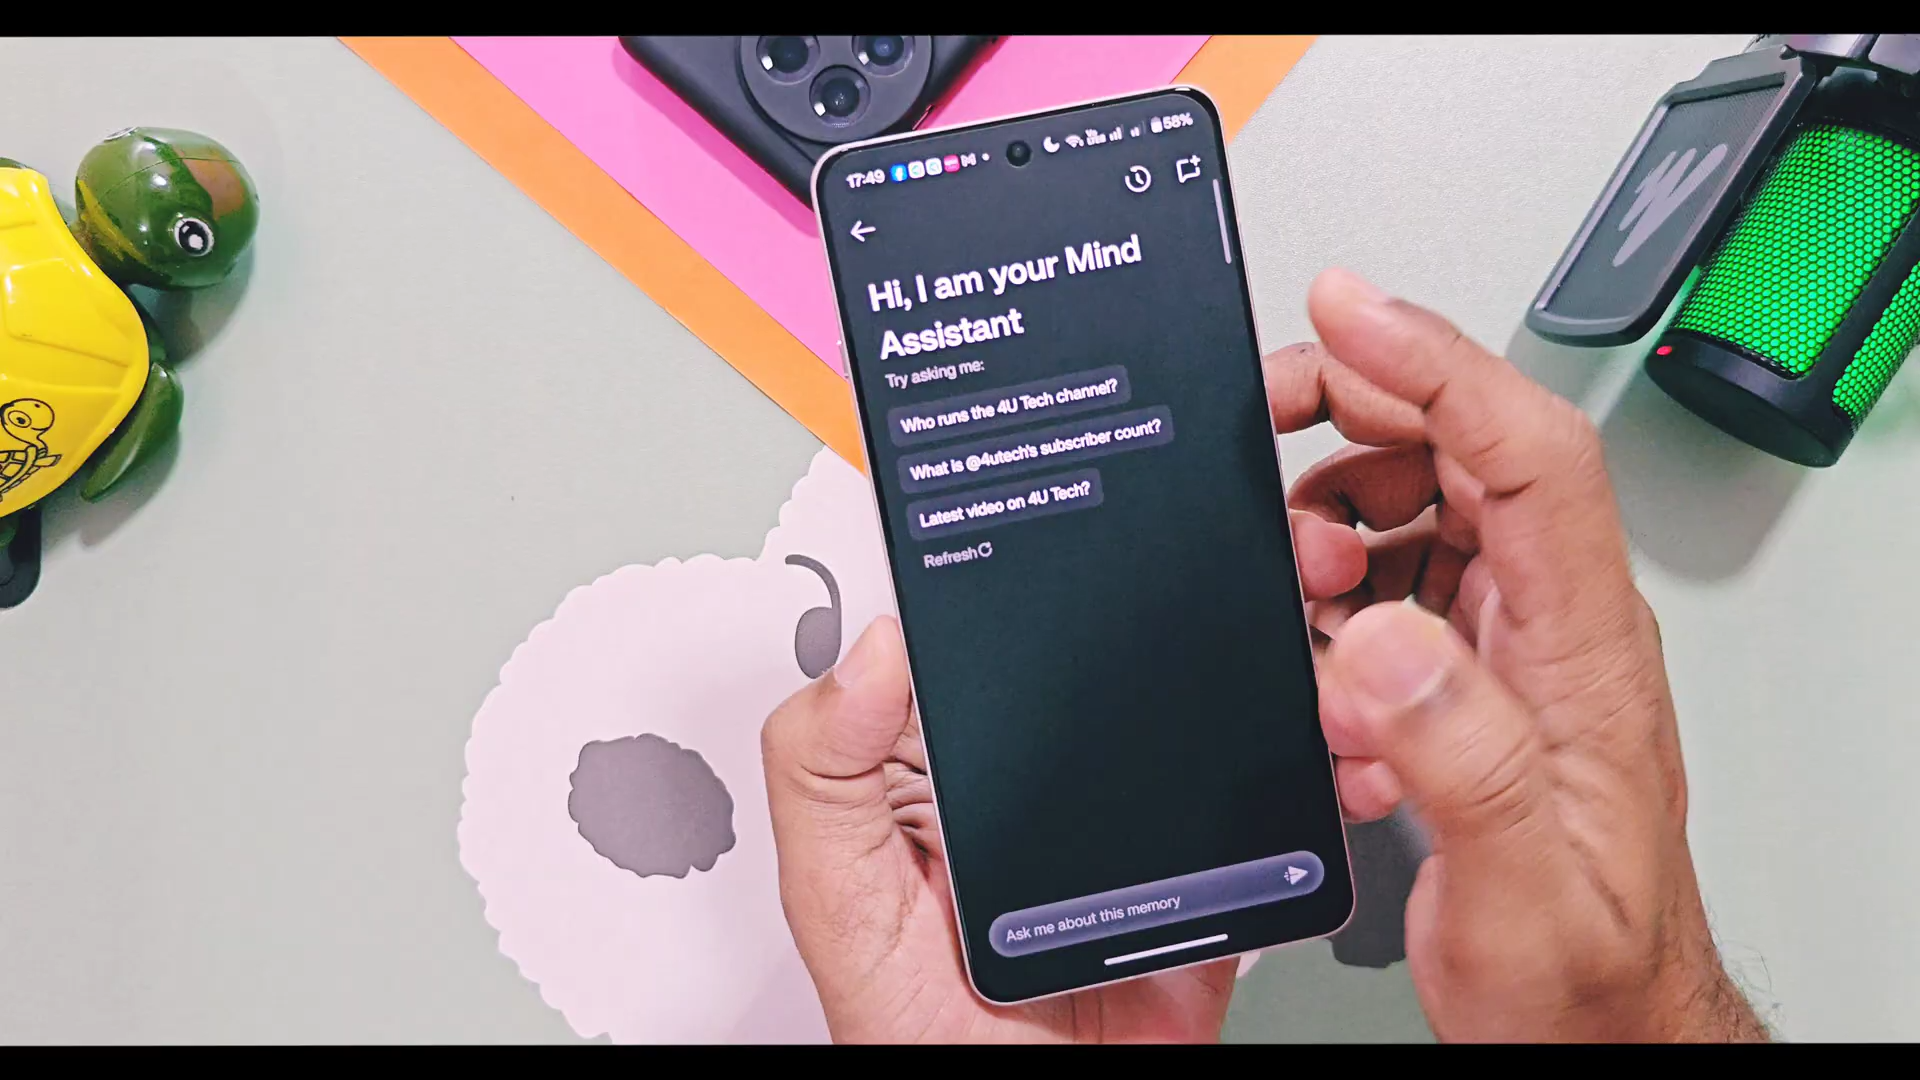 17:49
58%
Hi, I am your Mind
Assistant
Try asking me:
Who runs the 4U Tech channel?
What is @4utech's subscriber count?
Latest video on 4U Tech?
Refresh
Ask me about this memory